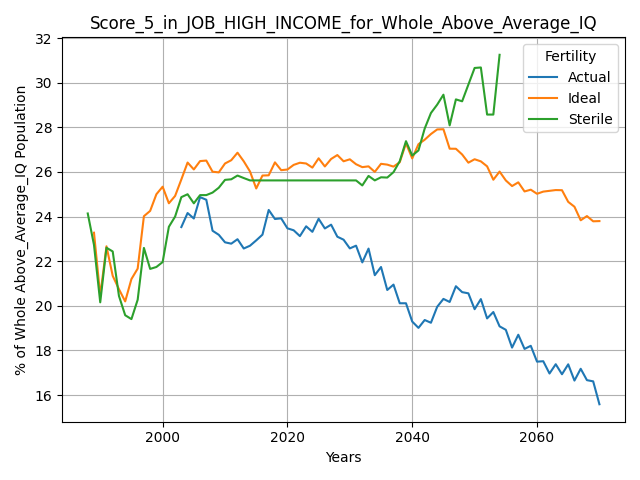 Score_5_in_JOB_HIGH_INCOME_for_Whole_Above_Average_IQ
% of Whole Above_Average_IQ Population
32
30
28
26
24
22
20
18
16
Fertility
Actual
Ideal
Sterile
2000
2020
2040
2060
Years